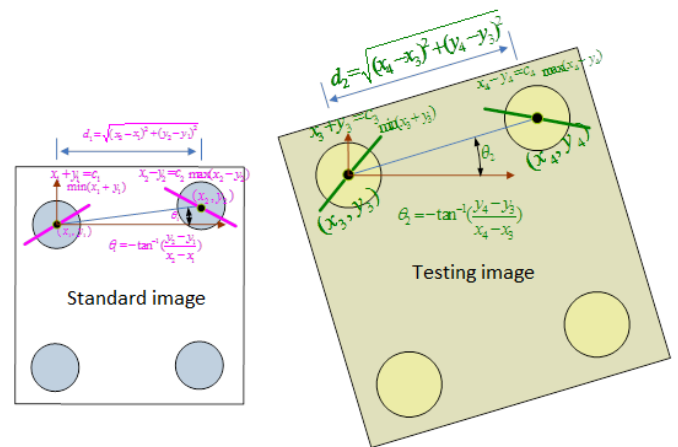 d₁=√(x₂−x₁)²+(y₂−y₁)²
x₁+y₁=c₁
min(x₁+y₁)
x₂−y₂=c₂ max(x₂−y₂)
(x₁,y₁)
(x₂,y₂)
θ₁
θ₁=−tan⁻¹(y₂−y₁/x₂−x₁)
Standard image
d₂=√(x₄−x₃)²+(y₄−y₃)²
x₃+y₃=c₃
min(x₃+y₃)
x₄−y₄=c₄ max(x₄−y₄)
(x₃,y₃)
(x₄,y₄)
θ₂
θ₂=−tan⁻¹(y₄−y₃/x₄−x₃)
Testing image